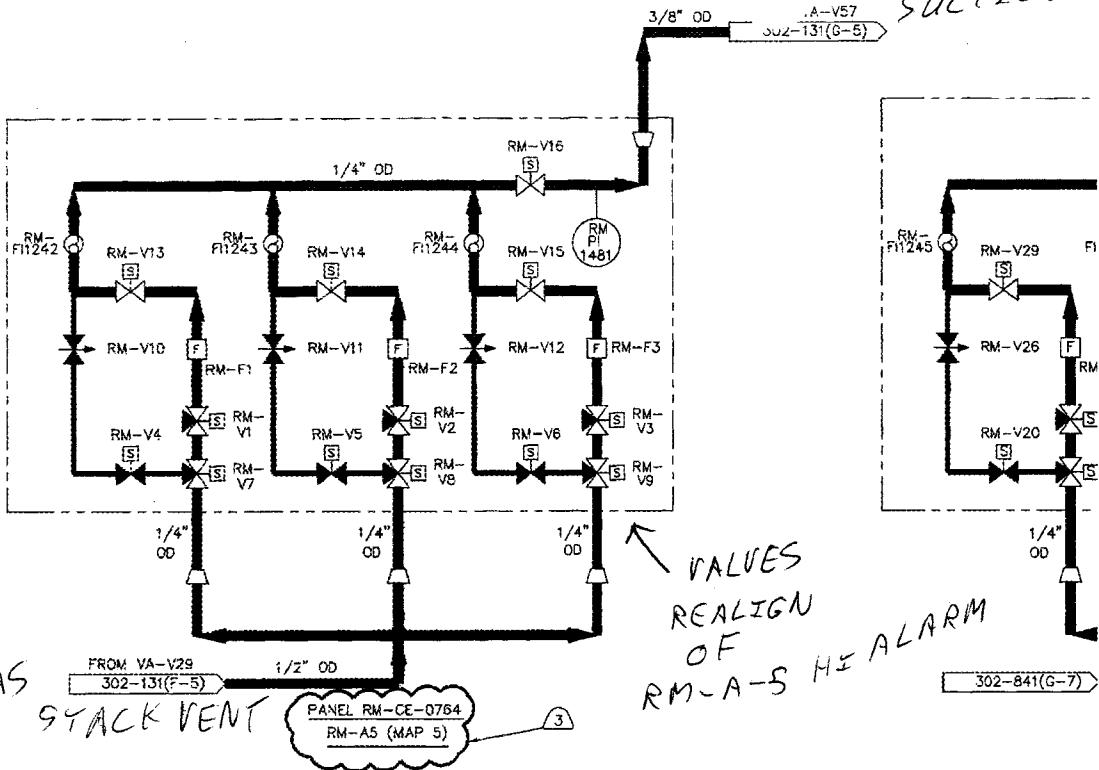 3/8" OD
.A-V57
302-131(G-5)
RM-V16
S
1/4" OD
RM-
FI1242
RM-V13
S
RM-
FI1243
RM-V14
S
RM-
FI1244
RM-V15
S
RM
PI
1481
RM-
FI1245
RM-V29
S
RM-V10
F
RM-F1
RM-V11
F
RM-F2
RM-V12
F
RM-F3
RM-V26
F
RM
RM-V4
S
S
RM-
V1
RM-V5
S
S
RM-
V2
RM-V6
S
S
RM-
V3
RM-V20
S
S
S
RM-
V7
S
RM-
V8
S
RM-
V9
S
1/4"
OD
1/4"
OD
1/4"
OD
1/4"
OD
VALVES
REALIGN
OF
RM-A-5 HI ALARM
FROM VA-V29
302-131(F-5)
1/2" OD
AS
STACK VENT
PANEL RM-CE-0764
RM-A5 (MAP 5)
3
302-841(G-7)